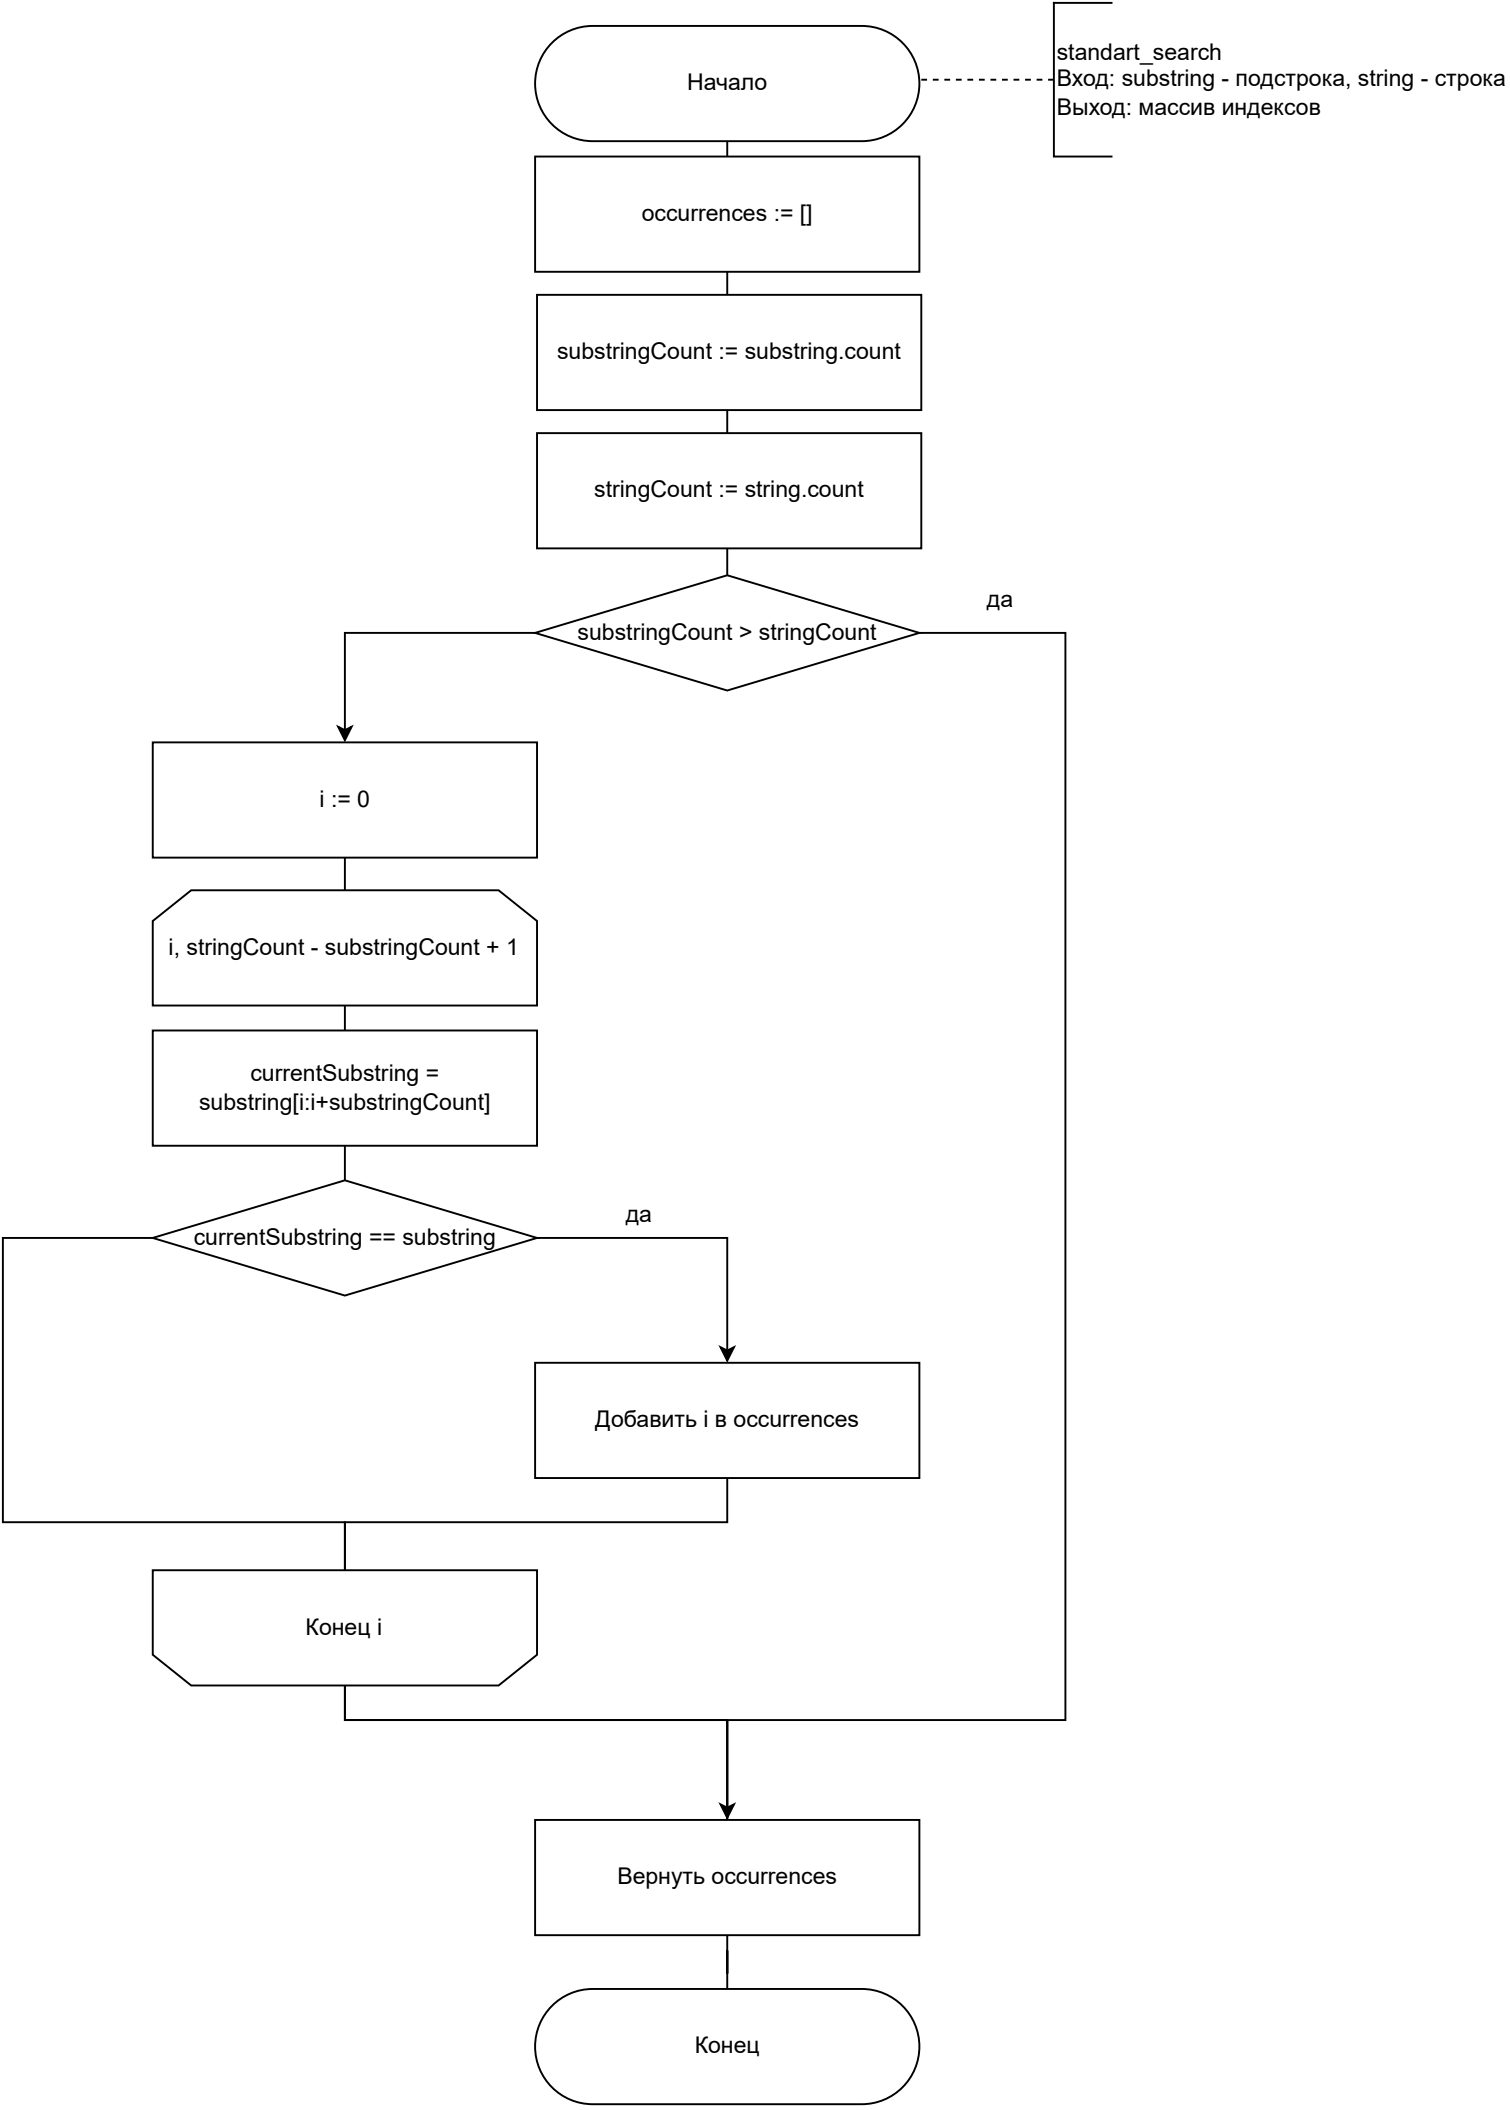 Начало
standart_search
Вход: substring - подстрока, string - строка
Выход: массив индексов
occurrences := []
substringCount := substring.count
stringCount := string.count
substringCount > stringCount
да
i := 0
i, stringCount - substringCount + 1
currentSubstring =
substring[i:i+substringCount]
currentSubstring == substring
да
Добавить i в occurrences
Конец i
Вернуть occurrences
Конец